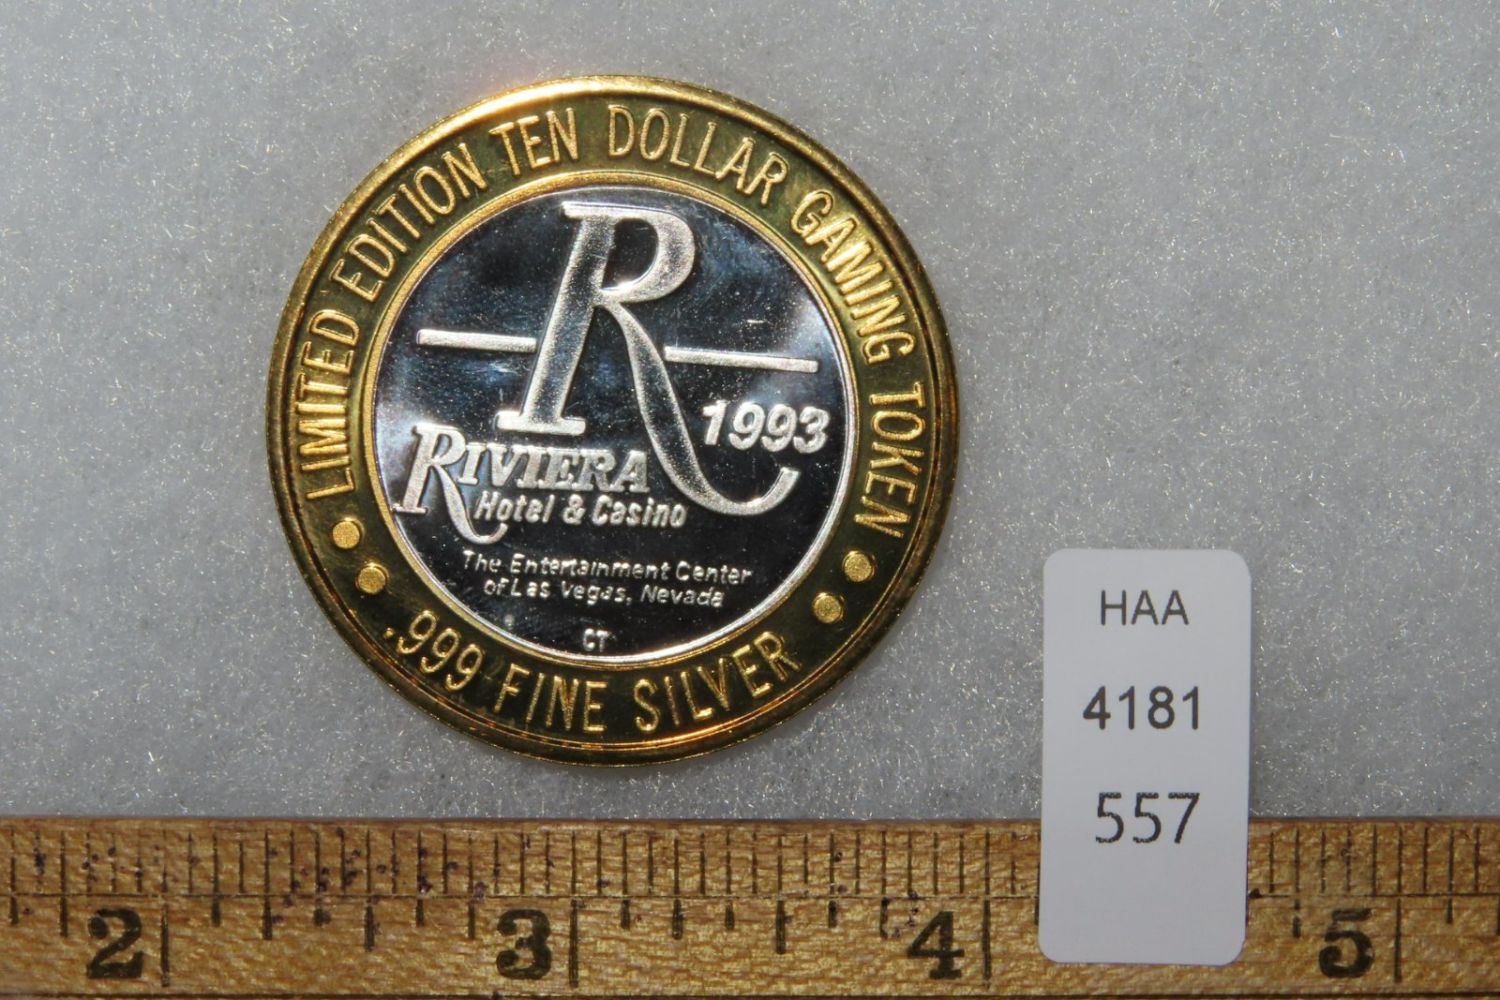 LIMITED EDITION TEN DOLLAR GAMING TOKEN
R
1993
RIVIERA
Hotel & Casino
The Entertainment Center
of Las Vegas, Nevada
CT
.999 FINE SILVER
HAA
4181
557
2 3 4 5